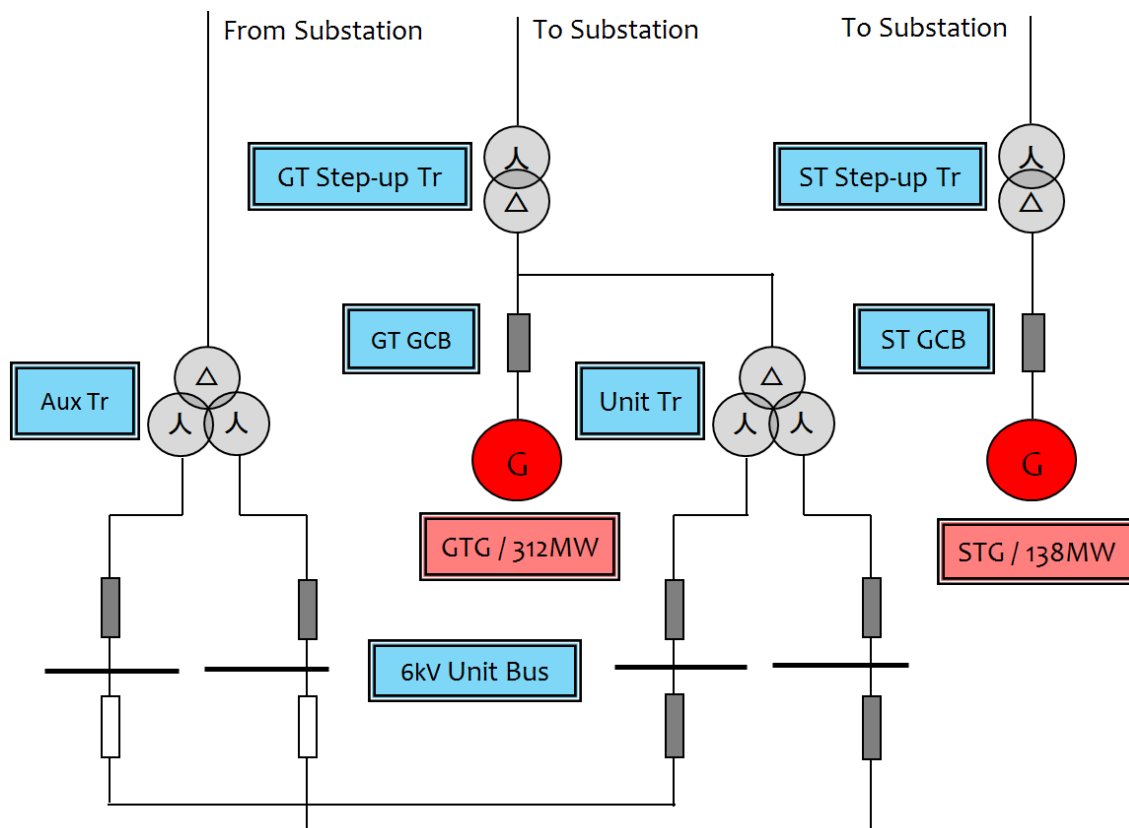 From Substation
To Substation
To Substation
GT Step-up Tr
ST Step-up Tr
GT GCB
ST GCB
Aux Tr
Unit Tr
G
G
GTG / 312MW
STG / 138MW
6kV Unit Bus